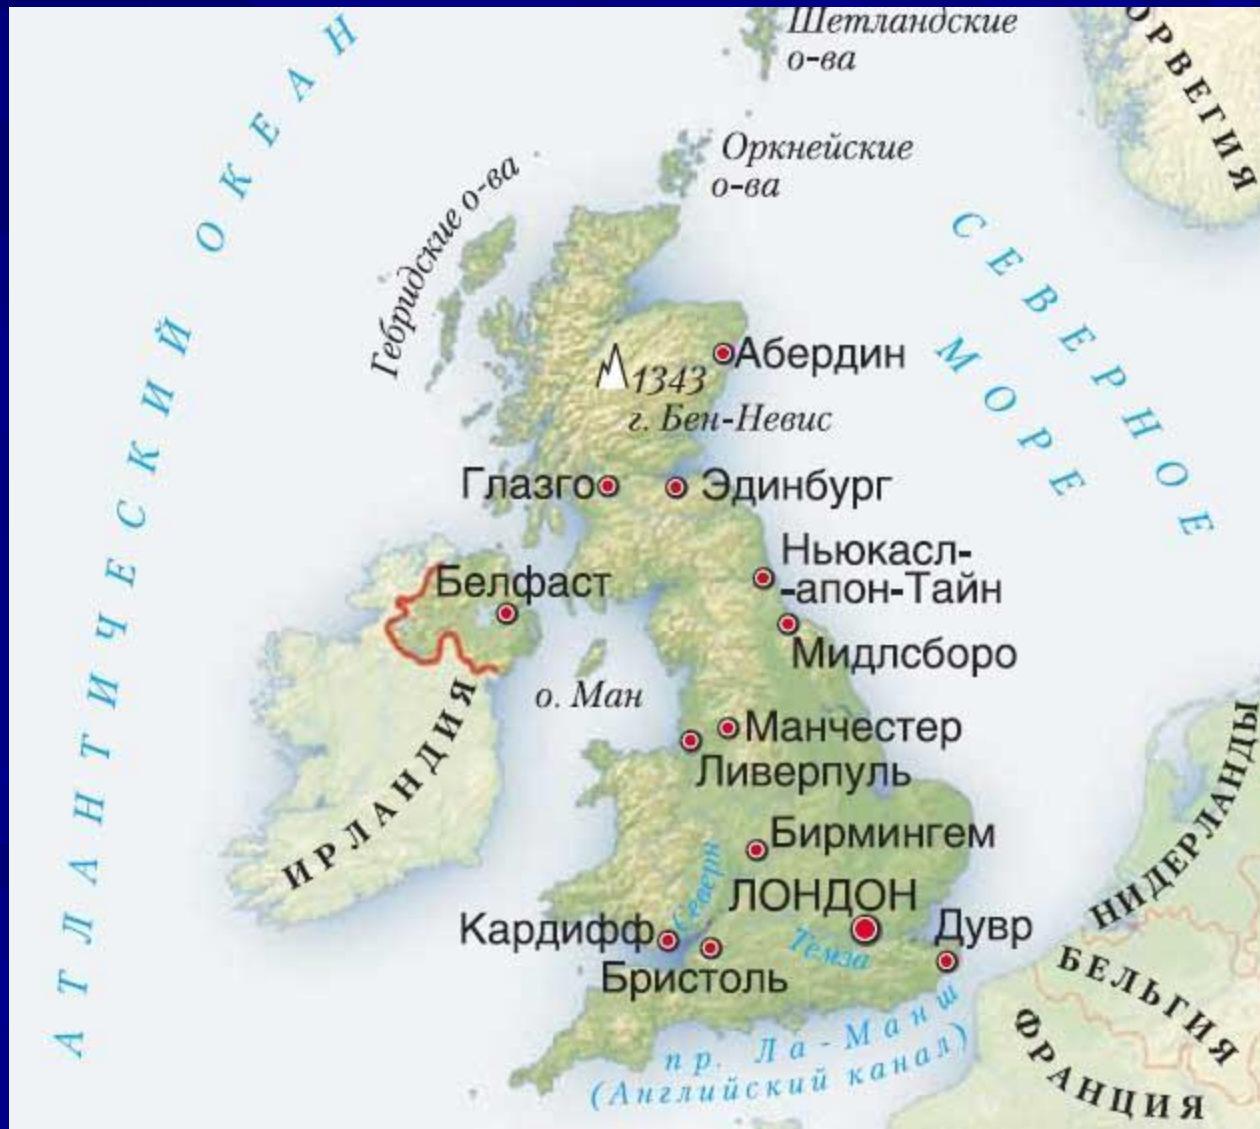 Шетландские
о-ва
ОРВЕГИЯ
АТЛАНТИЧЕСКИЙ ОКЕАН
Оркнейские
о-ва
Гебридские о-ва
СЕВЕРНОЕ
МОРЕ
Абердин
1343
г. Бен-Невис
Глазго
Эдинбург
Ньюкасл-
-апон-Тайн
Белфаст
Мидлсборо
о. Ман
ИРЛАНДИЯ
Манчестер
Ливерпуль
Бирмингем
Северн
ЛОНДОН
НИДЕРЛАНДЫ
Кардифф
Темза
Дувр
Бристоль
БЕЛЬГИЯ
пр. Ла-Манш
(Английский канал)
ФРАНЦИЯ